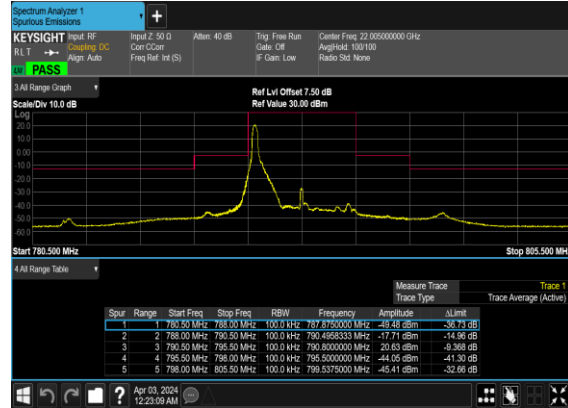 Spectrum Analyzer 1
Spurious Emissions
+
KEYSIGHT Input: RF Input Z: 50 Ω Atten: 40 dB Trig: Free Run Center Freq: 22.005000000 GHz
R L T Coupling: DC Corr CCorr Gate: Off Avg|Hold: 100/100
Align: Auto Freq Ref: Int (S) IF Gain: Low Radio Std: None
PASS
3 All Range Graph
Ref Lvl Offset 7.50 dB
Scale/Div 10.0 dB Ref Value 30.00 dBm
Log
20.0
10.0
0.00
-10.0
-20.0
-30.0
-40.0
-50.0
-60.0
Start 780.500 MHz Stop 805.500 MH
4 All Range Table
Measure Trace Trace 1
Trace Type Trace Average (Active)
Spur Range Start Freq Stop Freq RBW Frequency Amplitude ΔLimit
1 1 780.50 MHz 788.00 MHz 100.0 kHz 787.8750000 MHz -49.48 dBm -36.73 dB
2 2 788.00 MHz 790.50 MHz 100.0 kHz 790.4958333 MHz -17.71 dBm -14.96 dB
3 3 790.50 MHz 795.50 MHz 100.0 kHz 790.8000000 MHz 20.63 dBm -9.368 dB
4 4 795.50 MHz 798.00 MHz 100.0 kHz 795.5000000 MHz -44.05 dBm -41.30 dB
5 5 798.00 MHz 805.50 MHz 100.0 kHz 799.5375000 MHz -45.41 dBm -32.66 dB
? Apr 03, 2024
12:23:09 AM